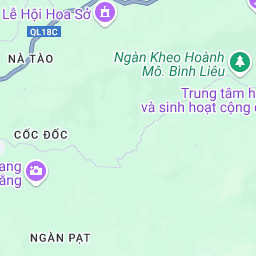 Lễ Hội Hoa Sở
QL18C
NÀ TÀO
Ngàn Kheo Hoành
Mô. Bình Liêu
Trung tâm h
và sinh hoạt cộng
CỐC ĐỐC
ang
ắng
NGÀN PẠT